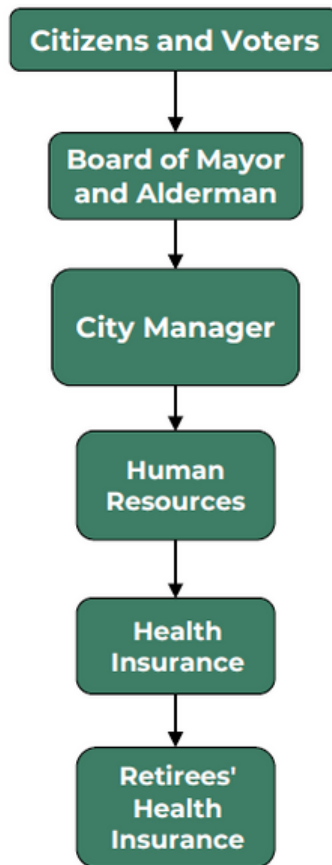 Citizens and Voters
Board of Mayor
and Alderman
City Manager
Human
Resources
Health
Insurance
Retirees'
Health
Insurance